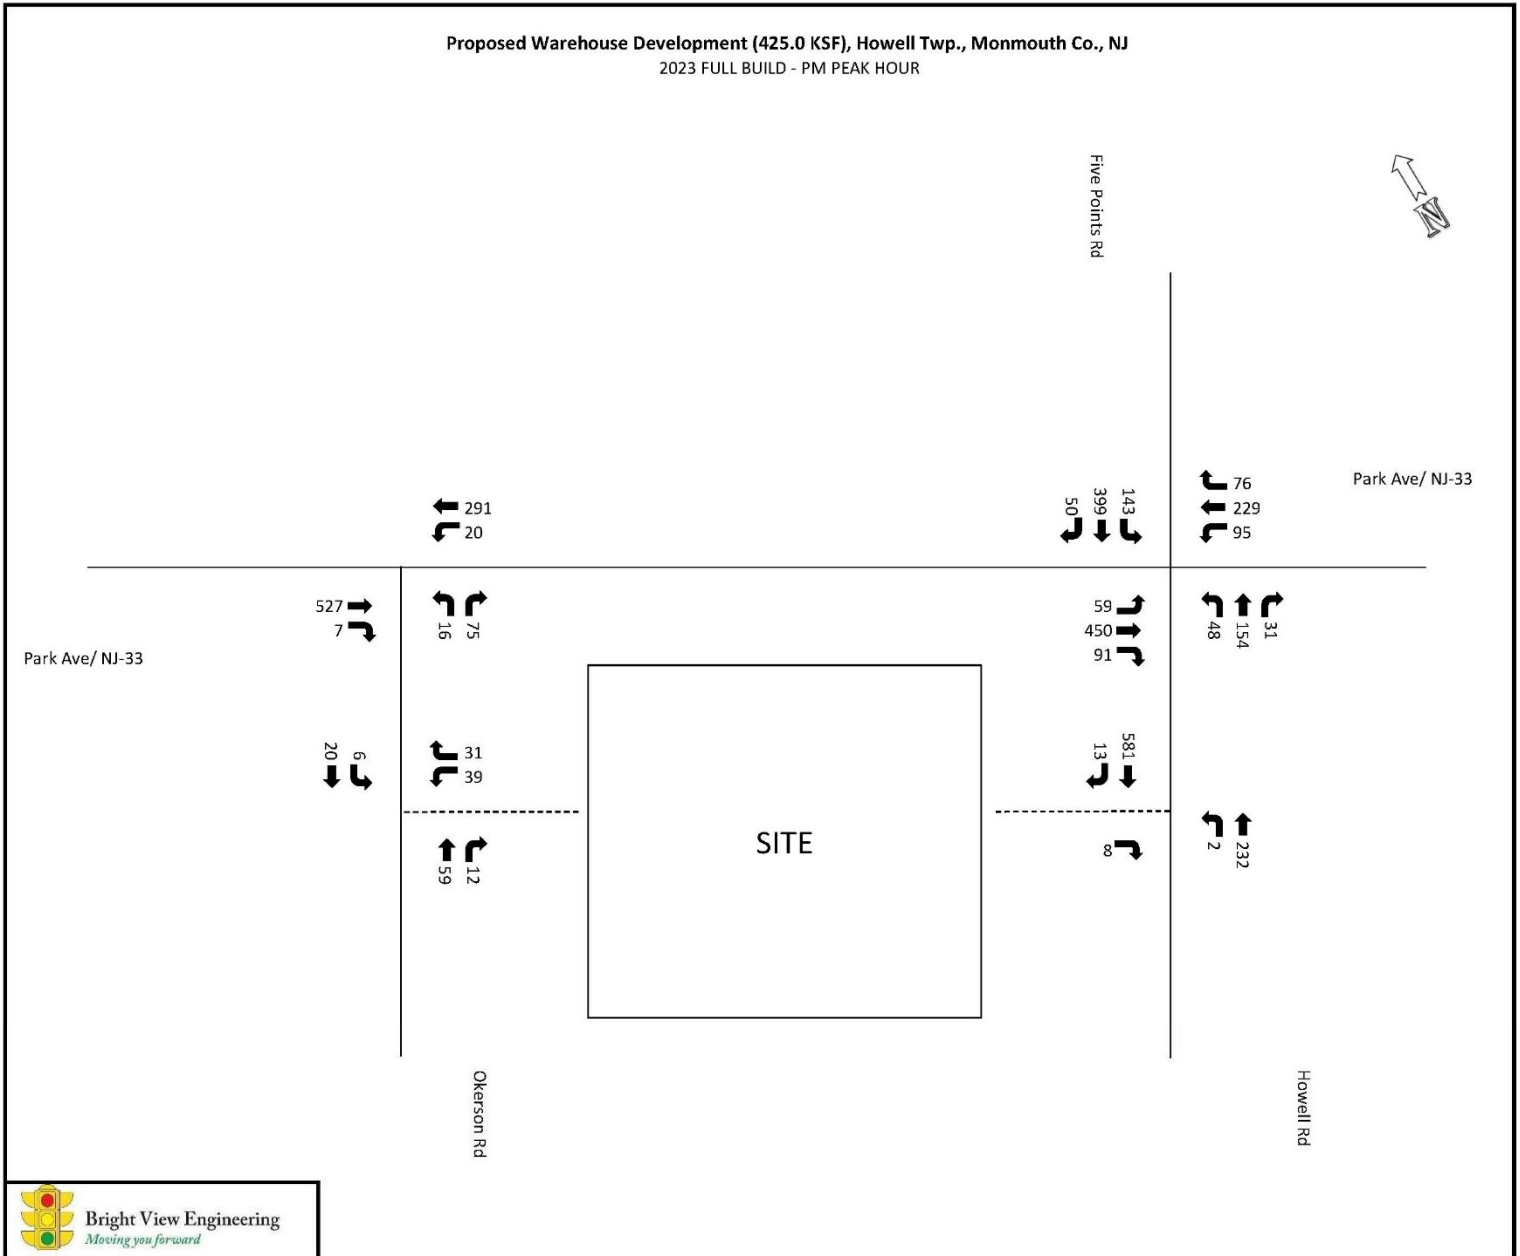 Proposed Warehouse Development (425.0 KSF), Howell Twp., Monmouth Co., NJ
2023 FULL BUILD - PM PEAK HOUR
Five Points Rd
N
Park Ave/ NJ-33
76
229
95
50
399
143
291
20
527
7
16
75
59
450
91
48
154
31
Park Ave/ NJ-33
20
6
31
39
13
581
59
12
SITE
8
2
232
Okerson Rd
Howell Rd
Bright View Engineering
Moving you forward